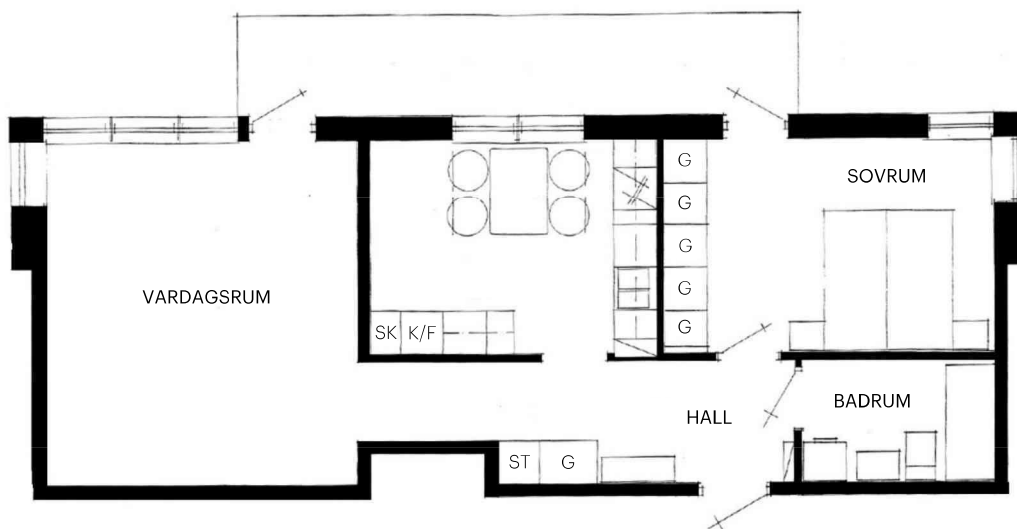 G
SOVRUM
G
G
VARDAGSRUM
G
SK K/F
G
BADRUM
HALL
ST G